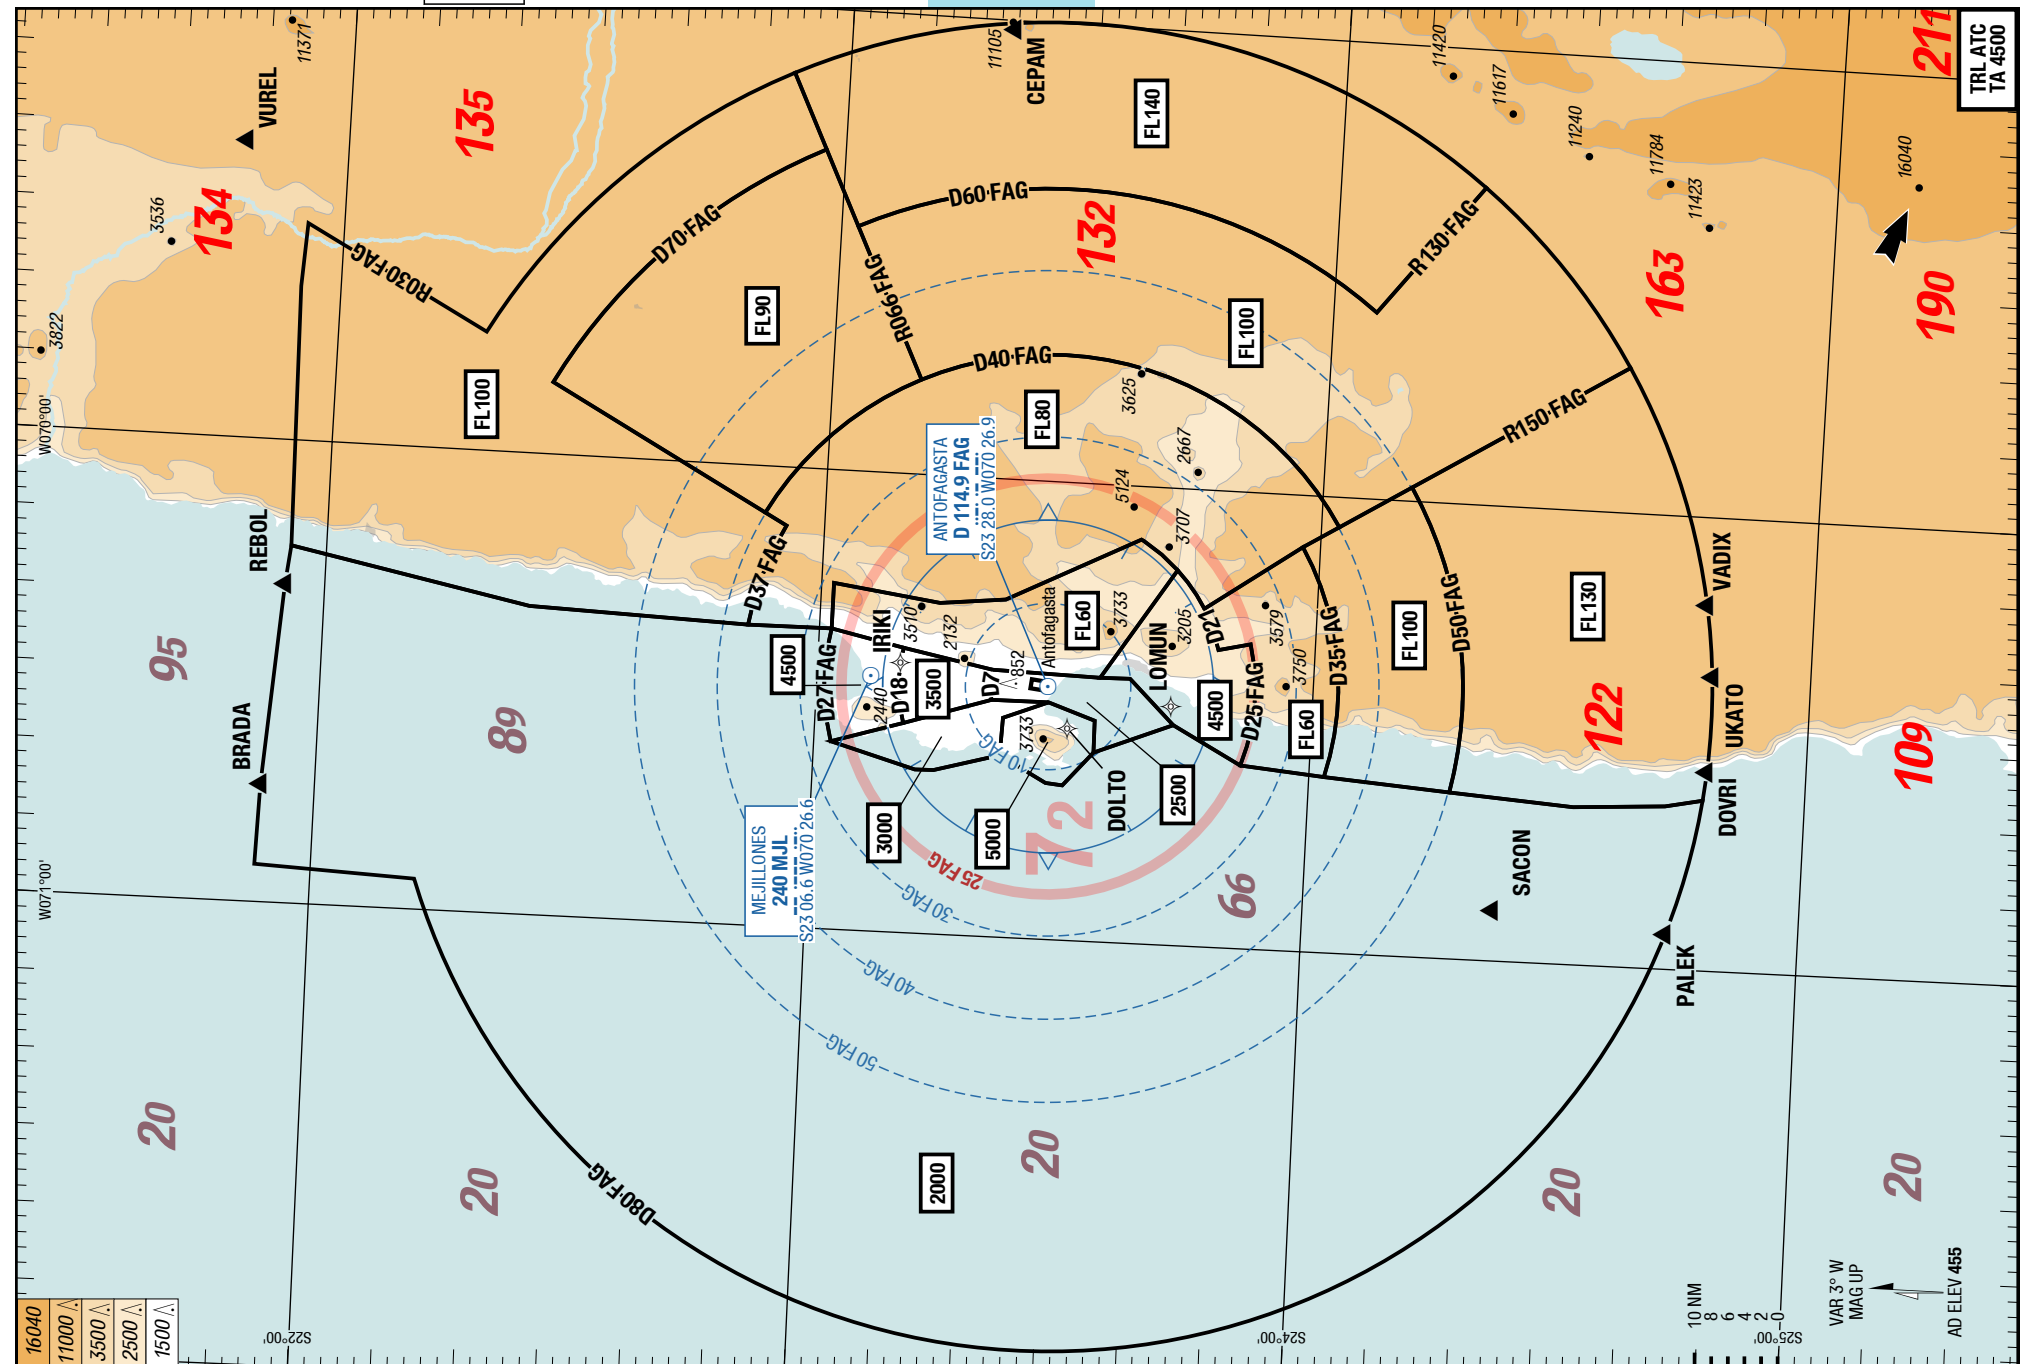 11371
VUREL
135
11105
CEPAM
FL140
11420
11617
211
TRL ATC
TA 4500
11240
11784
11423
16040
3536
134
R030·FAG
D70·FAG
D60·FAG
132
R130·FAG
163
190
3822
FL90
R066·FAG
FL100
D40·FAG
W070°00'
FL100
FL80
3625
R150·FAG
ANTOFAGASTA
D 114.9 FAG
S23 28.0 W070 26.9
2667
5124
3707
REBOL
D37·FAG
VADIX
Antofagasta
FL60
3733
3205
D21
3579
FL100
D50·FAG
FL130
95
4500
D27·FAG
IRIKI
3510
2132
852
LOMUN
D35·FAG
BRADA
89
2440
D18
3500
D7
4500
D25·FAG
3750
FL60
122
UKATO
109
3733
10 FAG
DOLTO
2500
DOVRI
MEJILLONES
240 MJL
S23 06.6 W070 26.6
3000
5000
72
25 FAG
SACON
W071°00'
30 FAG
66
PALEK
40 FAG
50 FAG
20
20
D80·FAG
2000
20
20
20
16040
11000
3500
2500
1500
S22°00'
S24°00'
S25°00'
10 NM
8
6
4
2
0
VAR 3° W
MAG UP
AD ELEV 455